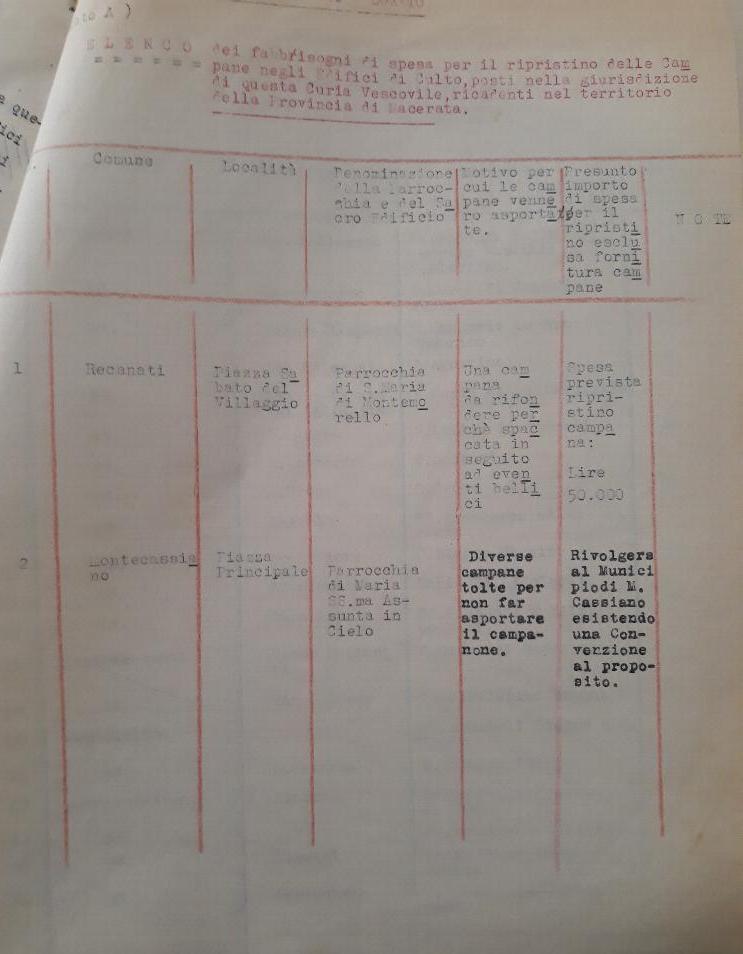 A )
ELENCO dei fabbrisogni di spesa per il ripristino delle Cam
= = = = = = pane negli Edifici di Culto,posti nella giurisdizione
di questa Curia Vescovile,ricadenti nel territorio
della Provincia di Macerata.
que-
Comune
Località
Denominazione
della Parroc-
chia e del Sa
cro Edificio
Motivo per
cui le cam
pane venne
ro asporta
te.
Presunto
importo
di spesa
per il
ripristi
no esclu
sa forni
tura cam
pane
N O TE
1
Recanati
Piazza Sa
bato del
Villaggio
Parrocchia
di S.Maria
di Montemo
rello
Una cam
pana
da rifon
dere per
chè spac
cata in
seguito
ad even
ti belli
ci
Spesa
prevista
ripri-
stino
campa
na:
Lire
50.000
2
Montecassia
no
Piazza
Principale
Parrocchia
di Maria
SS.ma As-
sunta in
Cielo
Diverse
campane
tolte per
non far
asportare
il campa-
none.
Rivolgers
al Munici
piodi M.
Cassiano
esistendo
una Con-
venzione
al propo-
sito.